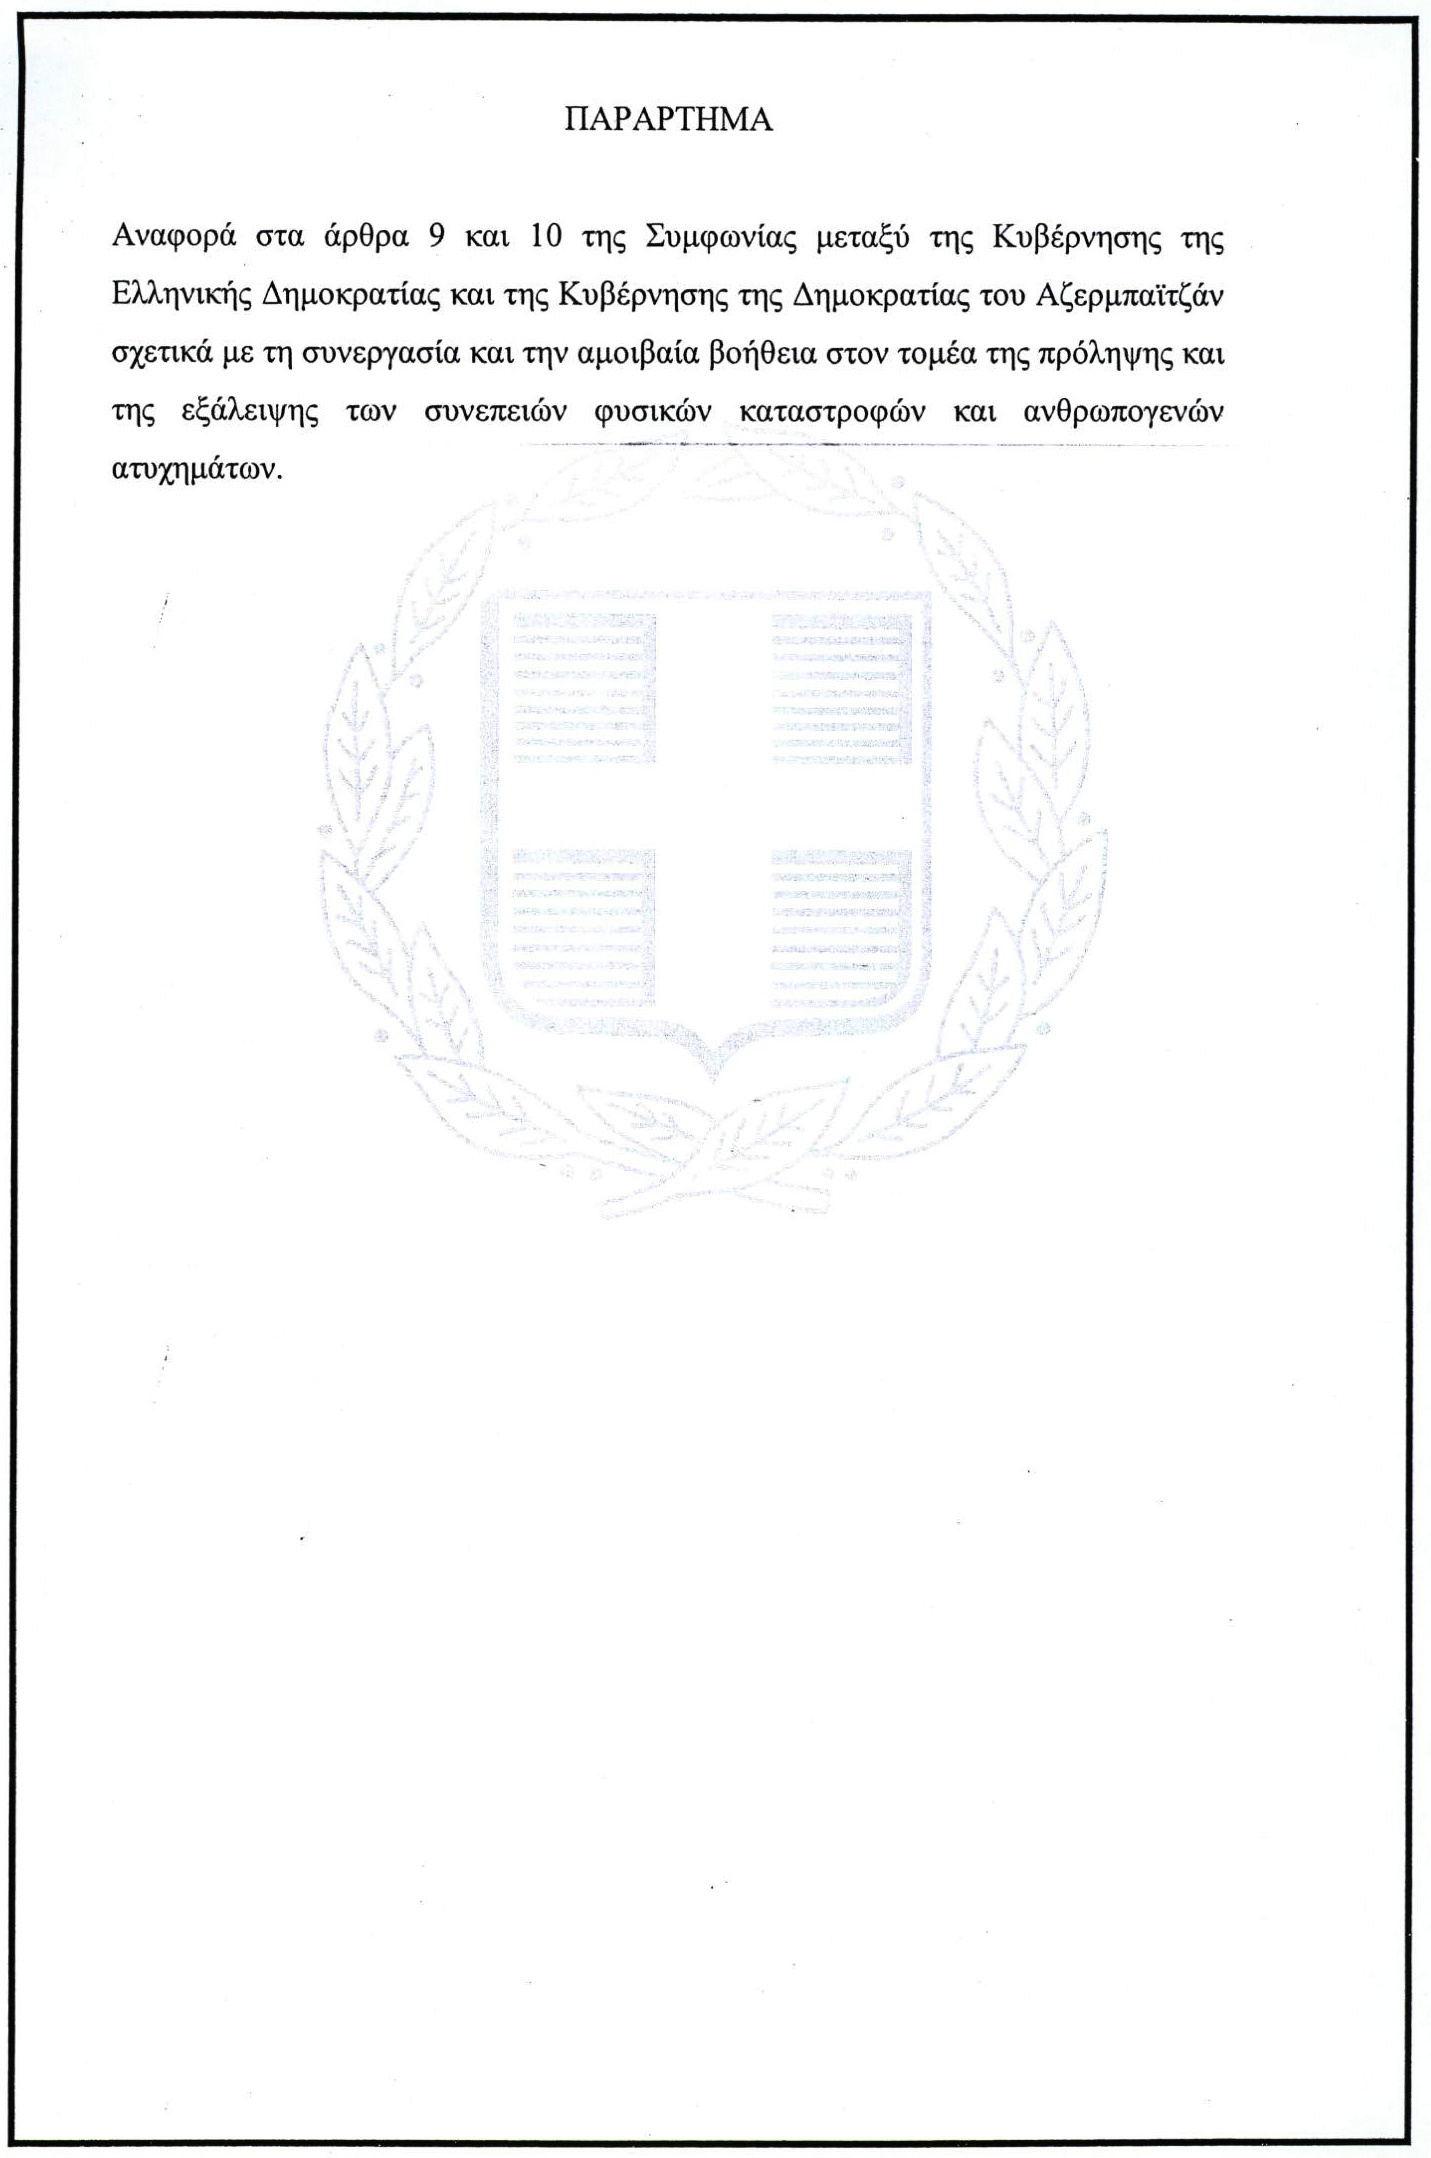 ΠΑΡΑΡΤΗΜΑ
Αναφορά στα άρθρα 9 και 10 της Συμφωνίας μεταξύ της Κυβέρνησης της
Ελληνικής Δημοκρατίας και της Κυβέρνησης της Δημοκρατίας του Αζερμπαϊτζάν
σχετικά με τη συνεργασία και την αμοιβαία βοήθεια στον τομέα της πρόληψης και
της εξάλειψης των συνεπειών φυσικών καταστροφών και ανθρωπογενών
ατυχημάτων.